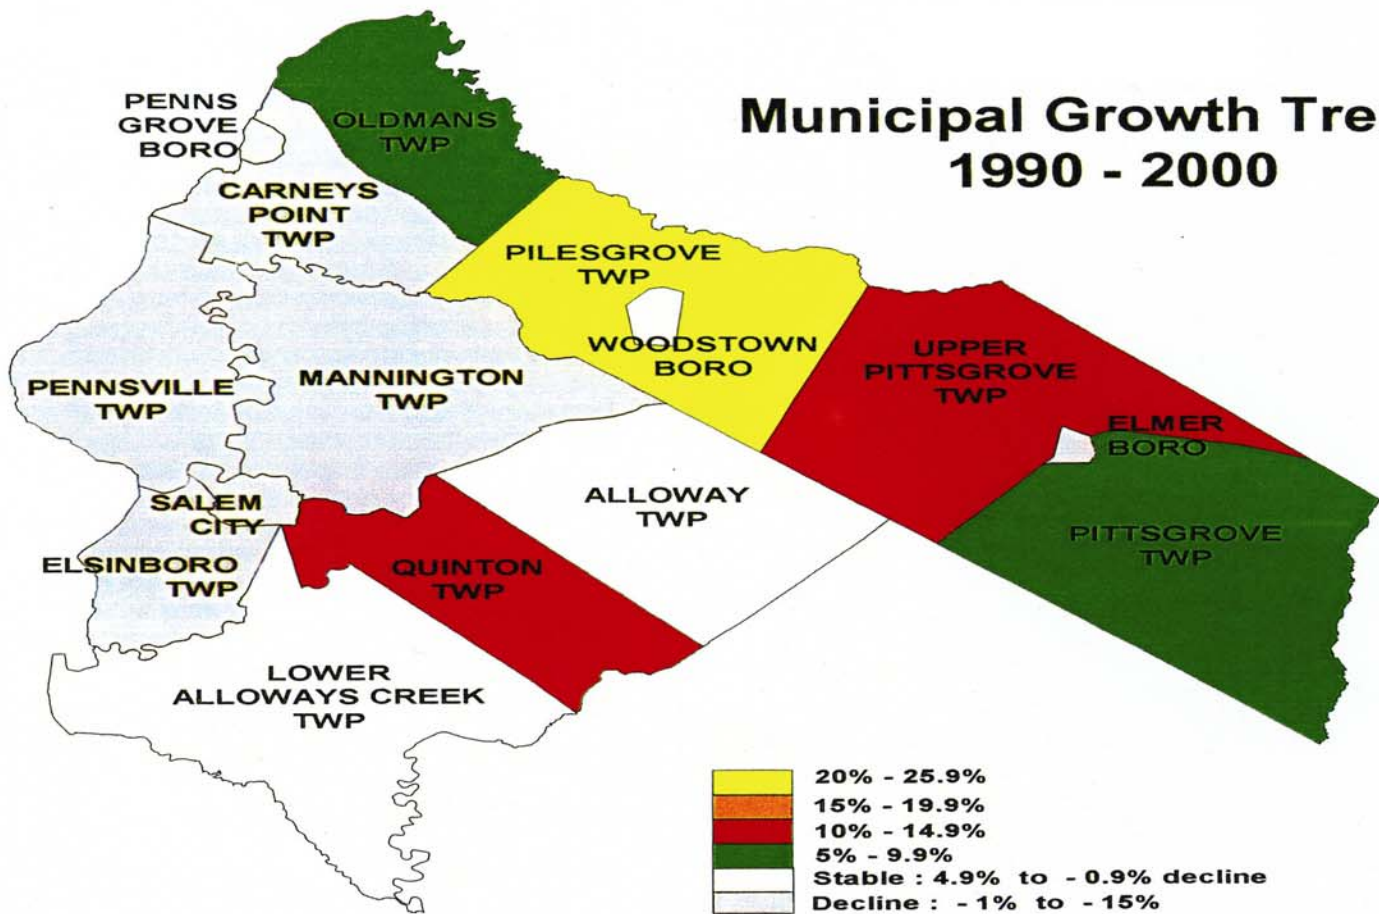 Municipal Growth Tre
1990 - 2000
PENNS
GROVE
BORO
OLDMANS
TWP
CARNEYS
POINT
TWP
PILESGROVE
TWP
WOODSTOWN
BORO
UPPER
PITTSGROVE
TWP
PENNSVILLE
TWP
MANNINGTON
TWP
ELMER
BORO
SALEM
CITY
ALLOWAY
TWP
PITTSGROVE
TWP
ELSINBORO
TWP
QUINTON
TWP
LOWER
ALLOWAYS CREEK
TWP
20% - 25.9%
15% - 19.9%
10% - 14.9%
5% - 9.9%
Stable : 4.9% to - 0.9% decline
Decline : - 1% to - 15%